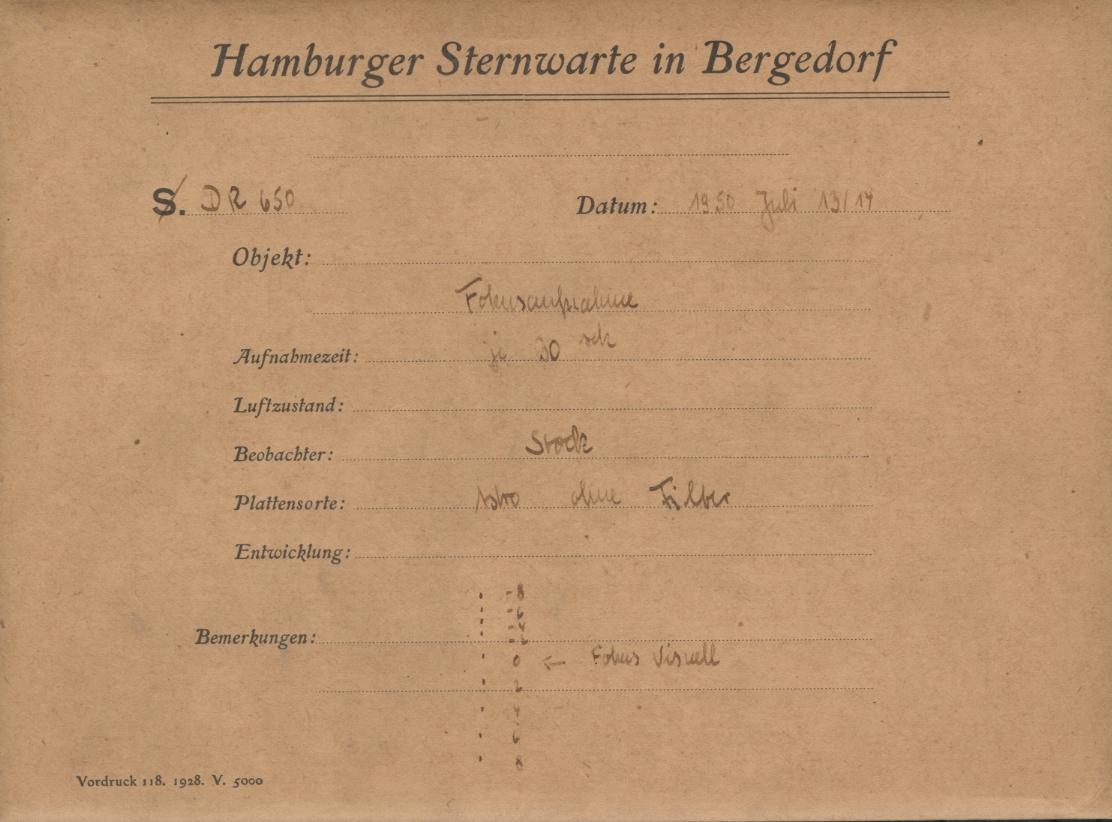 Hamburger Sternwarte in Bergedorf
S. DR 650 Datum: 1950 Juli 13/14
Objekt:
Fokusaufnahme
Aufnahmezeit: je 30 sek
Luftzustand:
Beobachter: Stock
Plattensorte: Astro ohne Filter
Entwicklung:
. -8
. -6
. -4
Bemerkungen: . -2
. 0 ← Fokus visuell
. 2
. 4
. 6
. 8
Vordruck 118. 1928. V. 5000